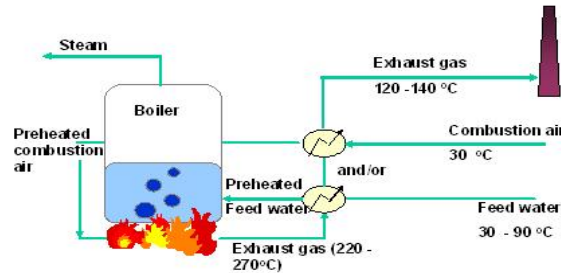 Steam
Exhaust gas
120 -140 °C
Boiler
Preheated
combustion
air
Combustion air
30 °C
and/or
Preheated
Feed water
Feed water
30 - 90 °C
Exhaust gas (220 -
270°C)